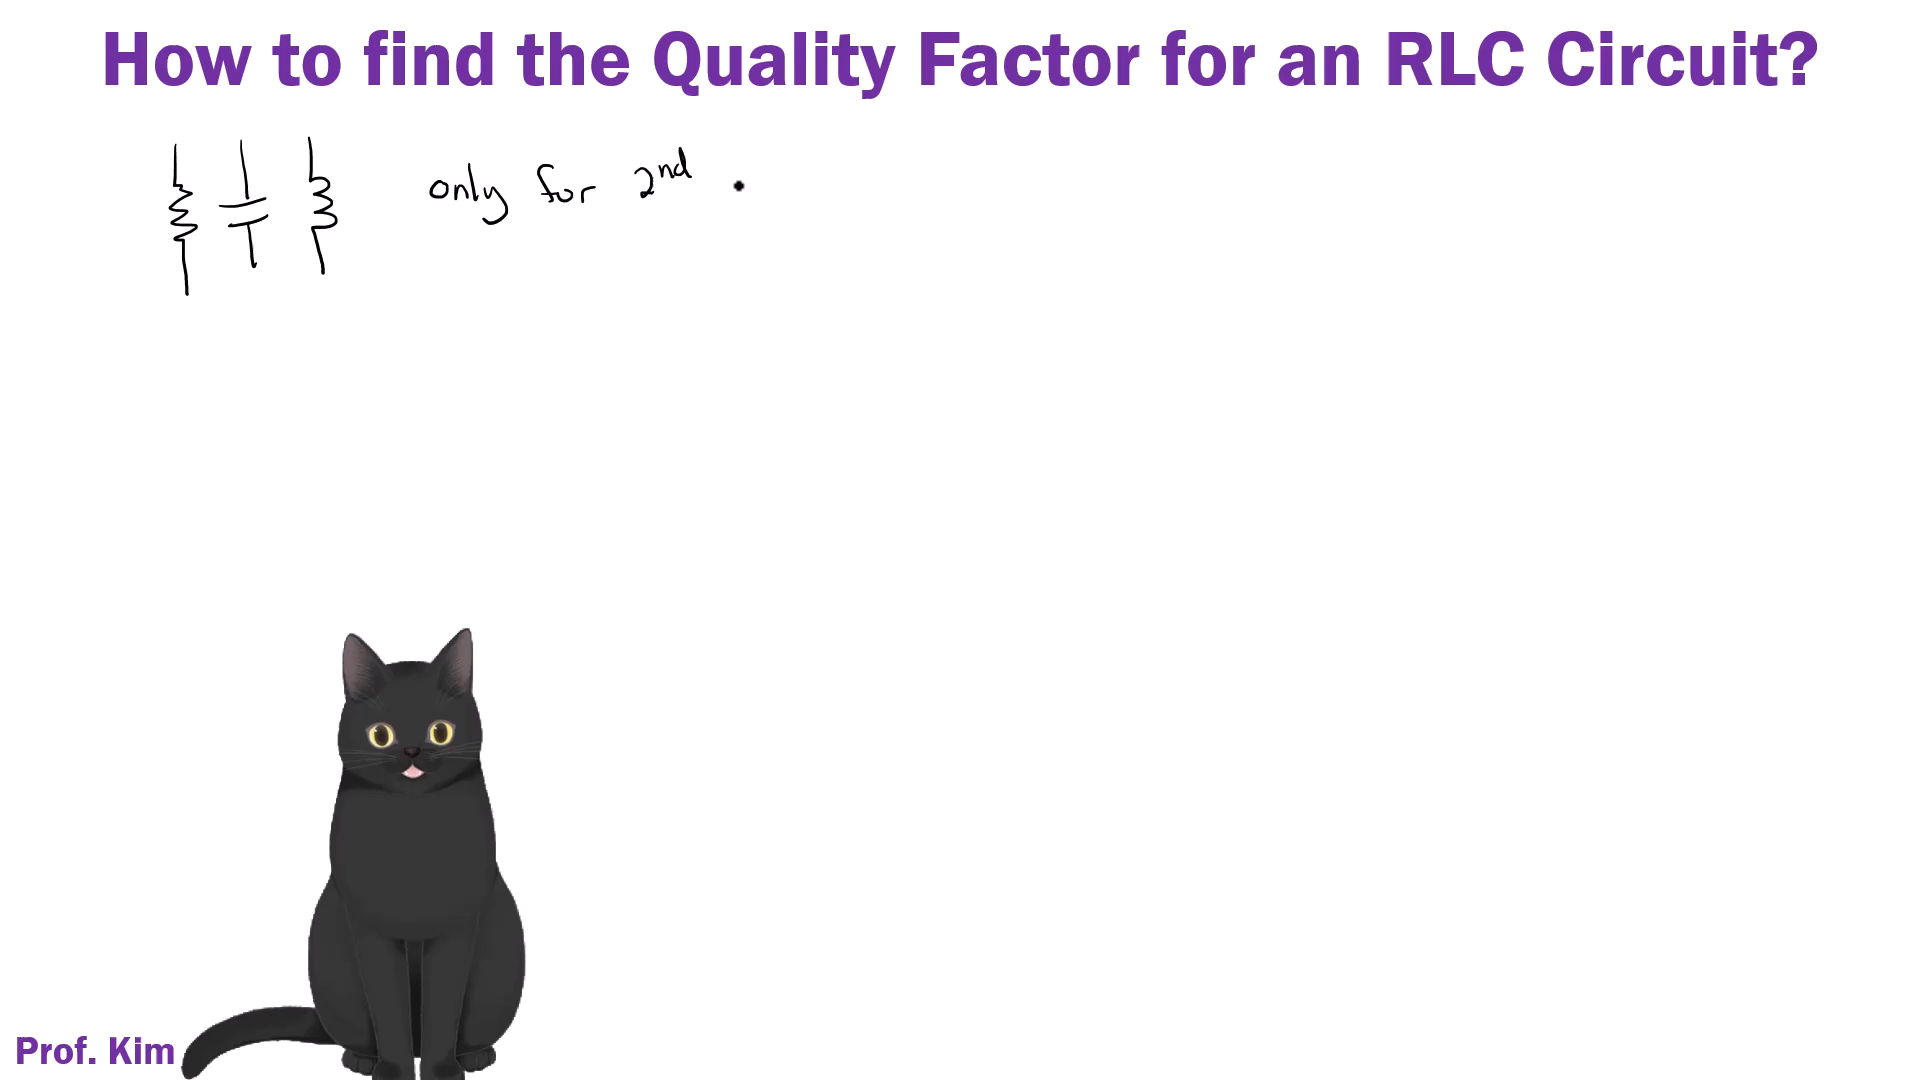 How to find the Quality Factor for an RLC Circuit?
only for 2nd
Prof. Kim